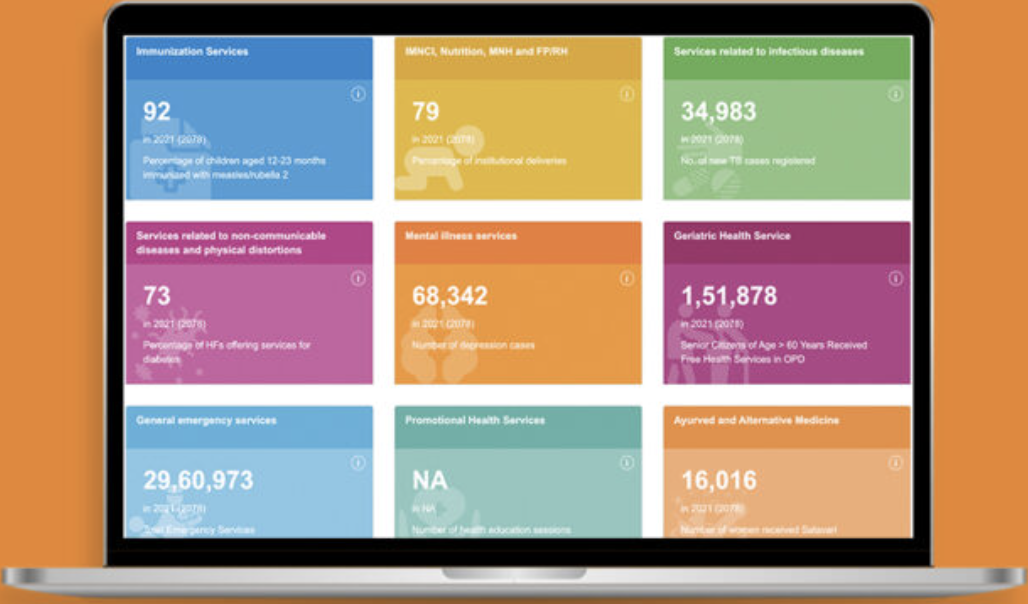 Immunization Services
92
in 2021 (2078)
Percentage of children aged 12-23 months
immunized with measles/rubella 2
IMNCI, Nutrition, MNH and FP/RH
79
in 2021 (2078)
Percentage of institutional deliveries
Services related to infectious diseases
34,983
in 2021 (2078)
No. of new TB cases registered
Services related to non-communicable
diseases and physical distortions
73
in 2021 (2078)
Percentage of HFs offering services for
diabetes
Mental illness services
68,342
in 2021 (2078)
Number of depression cases
Geriatric Health Service
1,51,878
in 2021 (2078)
Senior Citizens of Age > 60 Years Received
Free Health Services in OPD
General emergency services
29,60,973
in 2021 (2078)
Total Emergency Services
Promotional Health Services
NA
in NA
Number of health education sessions
Ayurved and Alternative Medicine
16,016
in 2021 (2078)
Number of women received Satawari